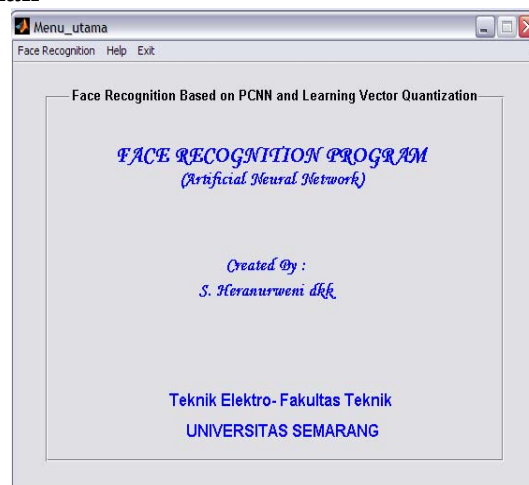 Menu_utama
Face Recognition Help Exit
Face Recognition Based on PCNN and Learning Vector Quantization
FACE RECOGNITION PROGRAM
(Artificial Neural Network)
Created By :
S. Heranurweni dkk
Teknik Elektro- Fakultas Teknik
UNIVERSITAS SEMARANG